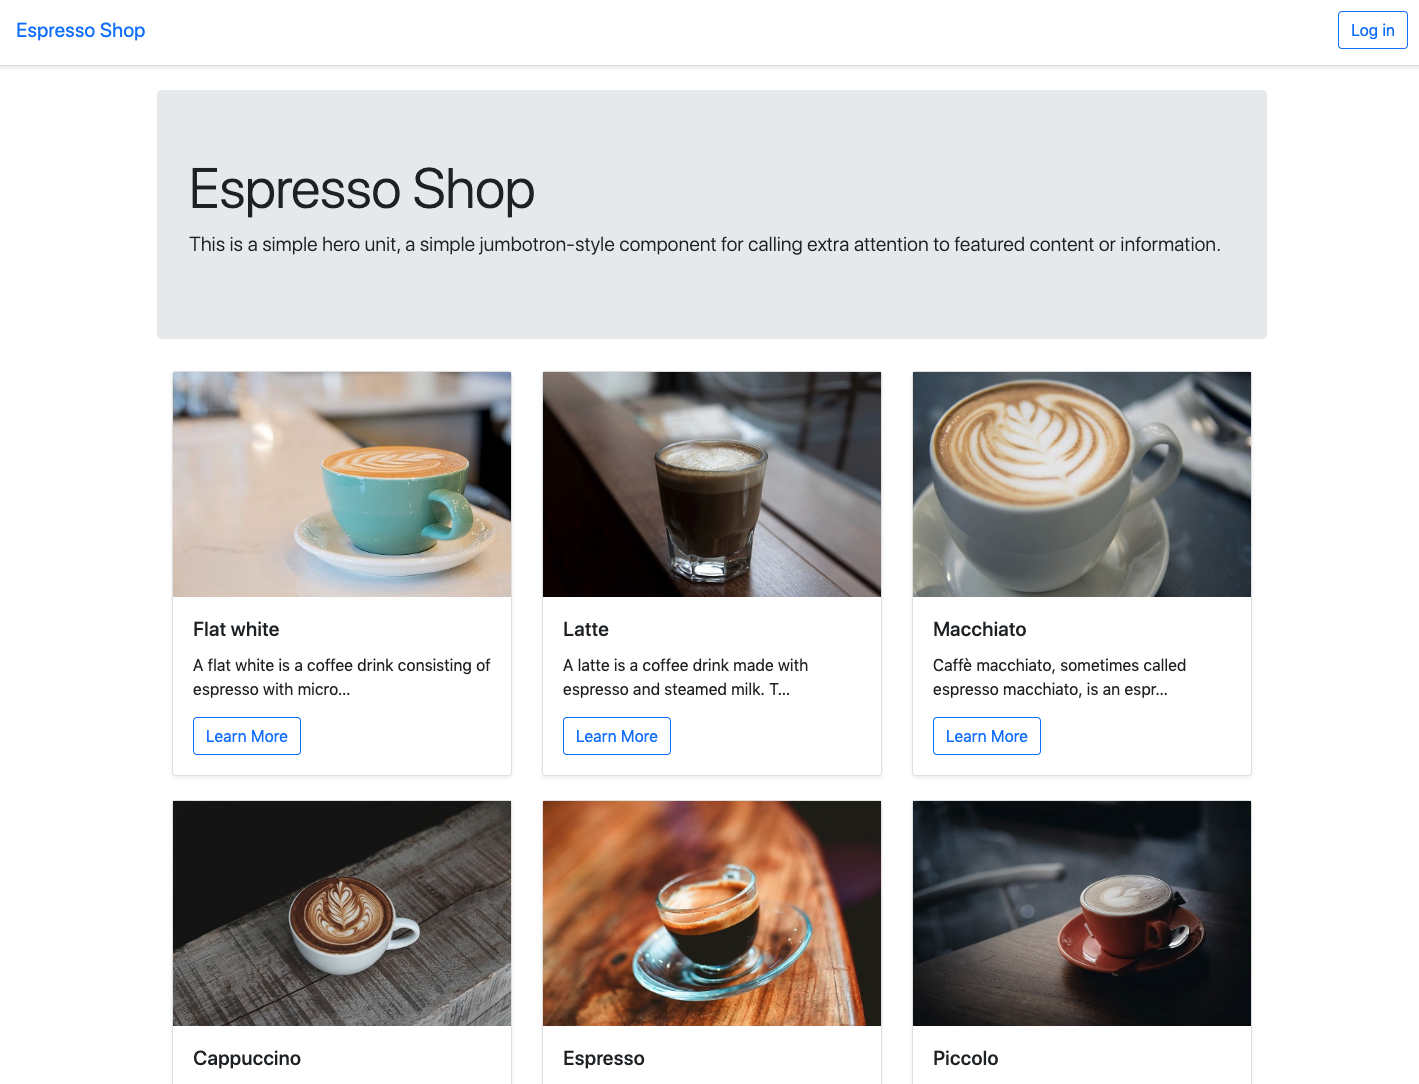 Espresso Shop
Log in
Espresso Shop
This is a simple hero unit, a simple jumbotron-style component for calling extra attention to featured content or information.
Flat white
A flat white is a coffee drink consisting of
espresso with micro...
Learn More
Latte
A latte is a coffee drink made with
espresso and steamed milk. T...
Learn More
Macchiato
Caffè macchiato, sometimes called
espresso macchiato, is an espr...
Learn More
Cappuccino
Espresso
Piccolo